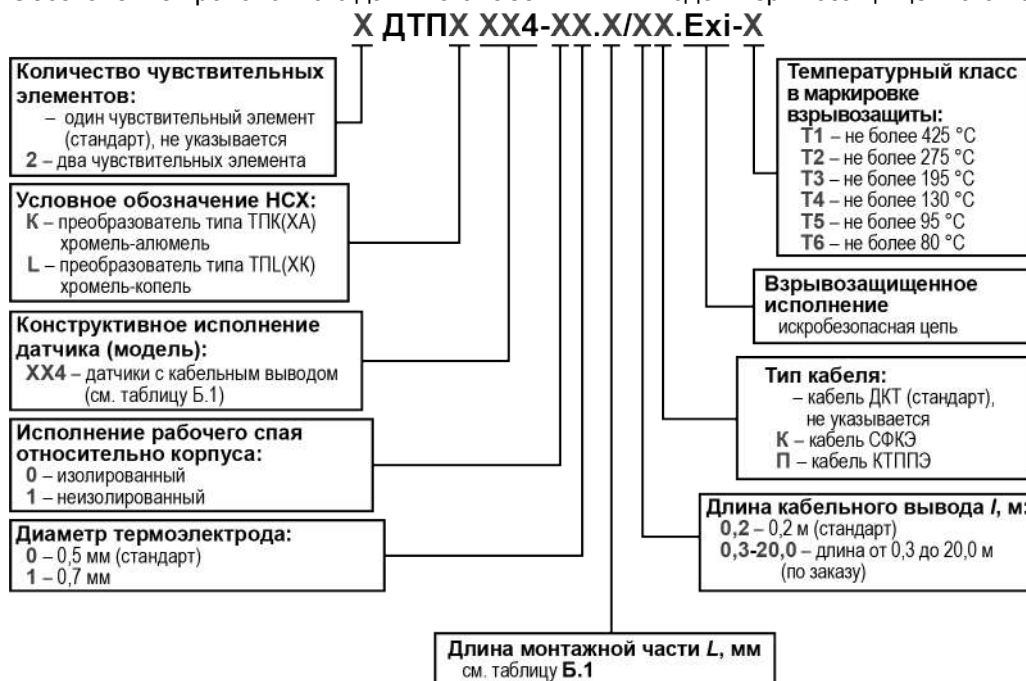 Х ДТПХ ХХ4-ХХ.Х/ХХ.Exi-Х
Количество чувствительных
элементов:
– один чувствительный элемент
(стандарт), не указывается
2 – два чувствительных элемента
Условное обозначение НСХ:
К – преобразователь типа ТПК(ХА)
хромель-алюмель
L – преобразователь типа ТПL(ХК)
хромель-копель
Конструктивное исполнение
датчика (модель):
ХХ4 – датчики с кабельным выводом
(см. таблицу Б.1)
Исполнение рабочего спая
относительно корпуса:
0 – изолированный
1 – неизолированный
Диаметр термоэлектрода:
0 – 0,5 мм (стандарт)
1 – 0,7 мм
Длина монтажной части L, мм
см. таблицу Б.1
Температурный класс
в маркировке
взрывозащиты:
Т1 – не более 425 °С
Т2 – не более 275 °С
Т3 – не более 195 °С
Т4 – не более 130 °С
Т5 – не более 95 °С
Т6 – не более 80 °С
Взрывозащищенное
исполнение
искробезопасная цепь
Тип кабеля:
– кабель ДКТ (стандарт),
не указывается
К – кабель СФКЭ
П – кабель КТППЭ
Длина кабельного вывода l, м:
0,2 – 0,2 м (стандарт)
0,3-20,0 – длина от 0,3 до 20,0 м
(по заказу)